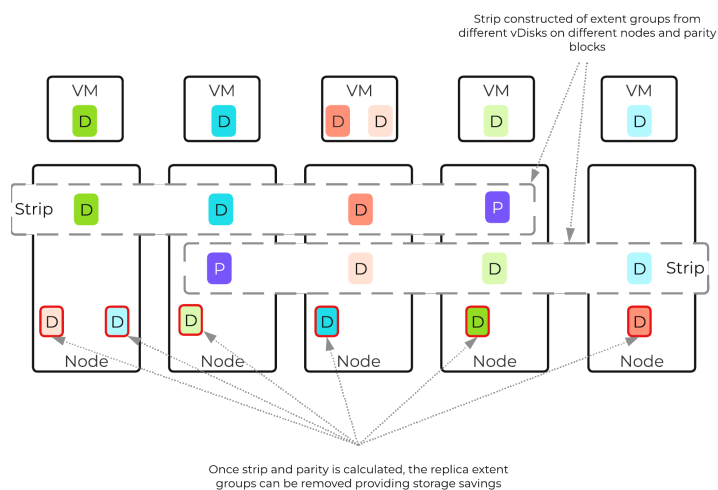 Strip constructed of extent groups from
different vDisks on different nodes and parity
blocks
VM VM VM VM VM
D D D D D D
Strip D D D P
P D D D Strip
D D D D D D
Node Node Node Node Node
Once strip and parity is calculated, the replica extent
groups can be removed providing storage savings